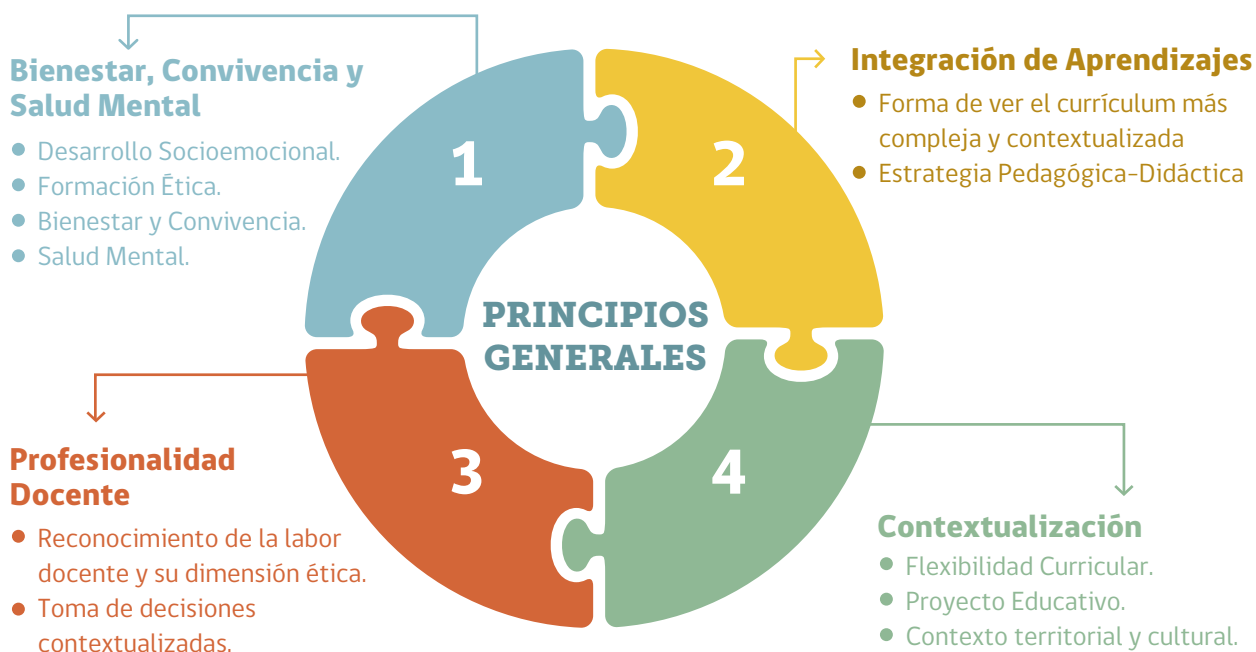 Bienestar, Convivencia y
Salud Mental
• Desarrollo Socioemocional.
• Formación Ética.
• Bienestar y Convivencia.
• Salud Mental.
1
2
Integración de Aprendizajes
• Forma de ver el currículum más
compleja y contextualizada
• Estrategia Pedagógica-Didáctica
PRINCIPIOS
GENERALES
Profesionalidad
Docente
• Reconocimiento de la labor
docente y su dimensión ética.
• Toma de decisiones
contextualizadas.
3
4
Contextualización
• Flexibilidad Curricular.
• Proyecto Educativo.
• Contexto territorial y cultural.